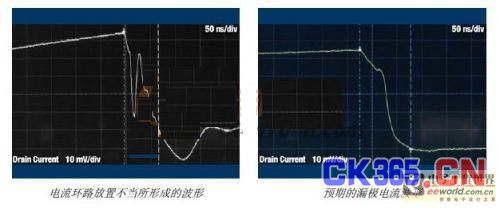 50 ns/div
50 ns/div
Drain Current 10 mV/div
Drain Current 10 mV/div
CK365.CN
eeworld.com.cn
电流环路放置不当所形成的波形
预期的漏极电流